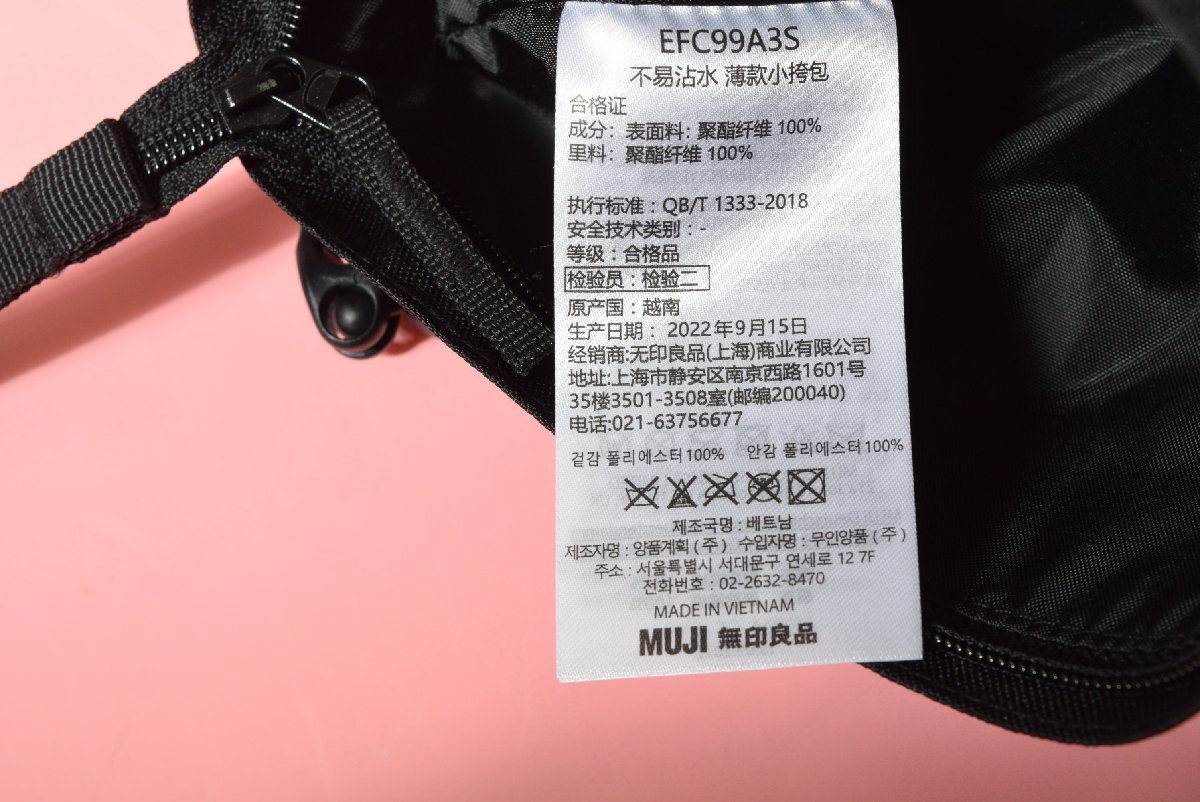 EFC99A3S
不易沾水 薄款小挎包
合格证
成分：表面料：聚酯纤维 100%
里料：聚酯纤维 100%
执行标准：QB/T 1333-2018
安全技术类别：-
等级：合格品
检验员：检验二
原产国：越南
生产日期： 2022年9月15日
经销商:无印良品(上海)商业有限公司
地址:上海市静安区南京西路1601号
35楼3501-3508室(邮编200040)
电话:021-63756677
겉감 폴리에스터100% 안감 폴리에스터100%
제조국명 : 베트남
제조자명 : 양품계획 ( 주 ) 수입자명 : 무인양품 ( 주 )
주소 : 서울특별시 서대문구 연세로 12 7F
전화번호 : 02-2632-8470
MADE IN VIETNAM
MUJI 無印良品